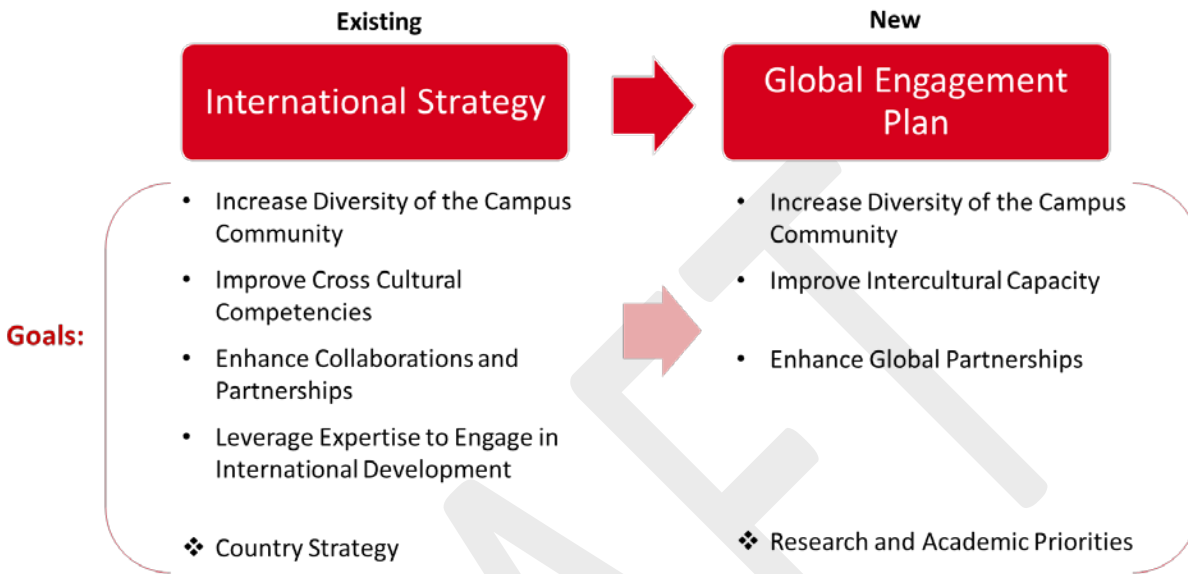 Existing
International Strategy
• Increase Diversity of the Campus
Community
• Improve Cross Cultural
Competencies
• Enhance Collaborations and
Partnerships
• Leverage Expertise to Engage in
International Development
❖ Country Strategy
Goals:
New
Global Engagement
Plan
• Increase Diversity of the Campus
Community
• Improve Intercultural Capacity
• Enhance Global Partnerships
❖ Research and Academic Priorities